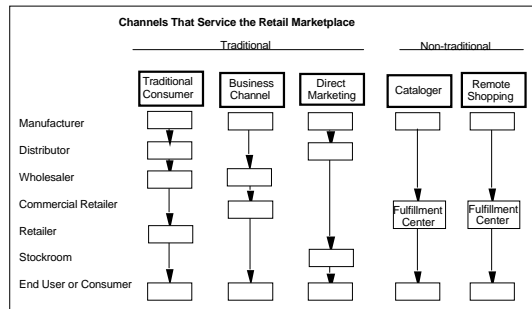 Channels That Service the Retail Marketplace
Traditional
Non-traditional
Traditional
Consumer
Business
Channel
Direct
Marketing
Cataloger
Remote
Shopping
Manufacturer
Distributor
Wholesaler
Commercial Retailer
Fulfillment
Center
Fulfillment
Center
Retailer
Stockroom
End User or Consumer